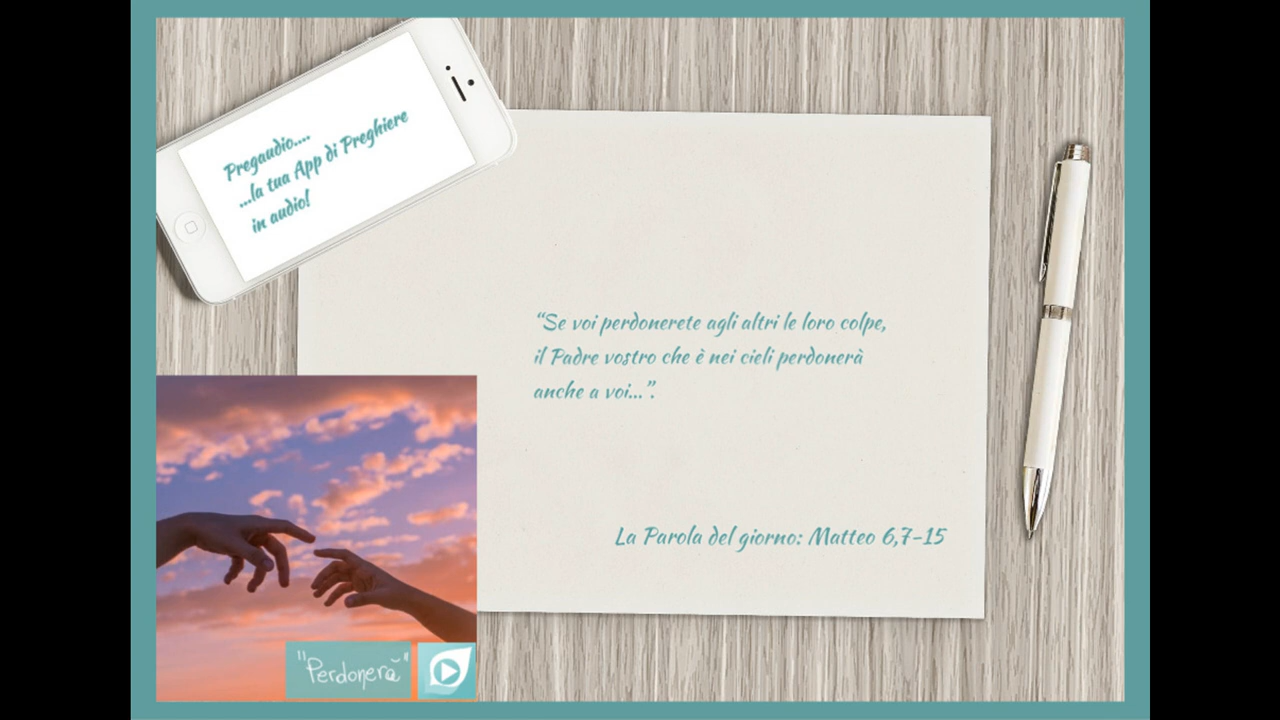 Pregaudio....
...la tua App di Preghiere
in audio!
“Se voi perdonerete agli altri le loro colpe,
il Padre vostro che è nei cieli perdonerà
anche a voi...”.
La Parola del giorno: Matteo 6,7-15
"Perdonerà"